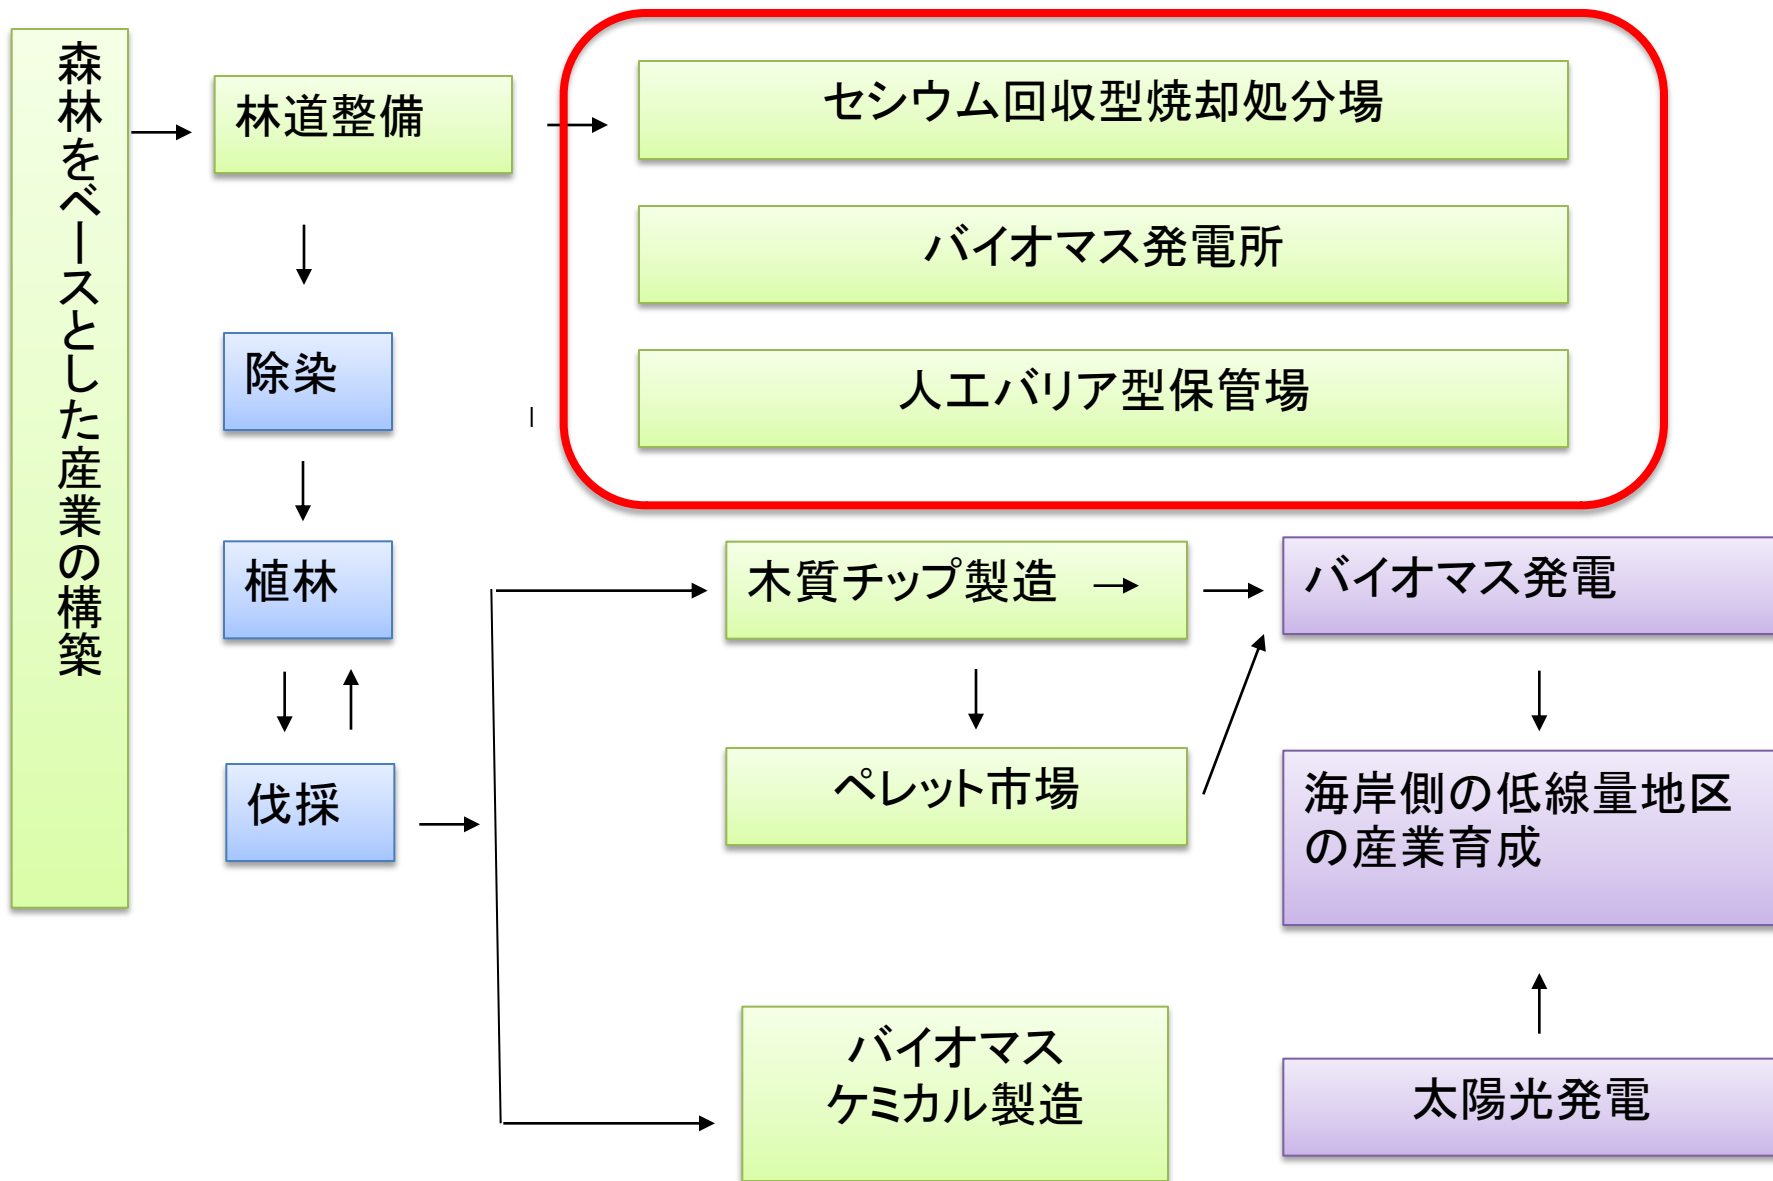 森林をベースとした産業の構築
林道整備
セシウム回収型焼却処分場
バイオマス発電所
人工バリア型保管場
除染
植林
伐採
木質チップ製造 →
バイオマス発電
ペレット市場
海岸側の低線量地区
の産業育成
バイオマス
ケミカル製造
太陽光発電